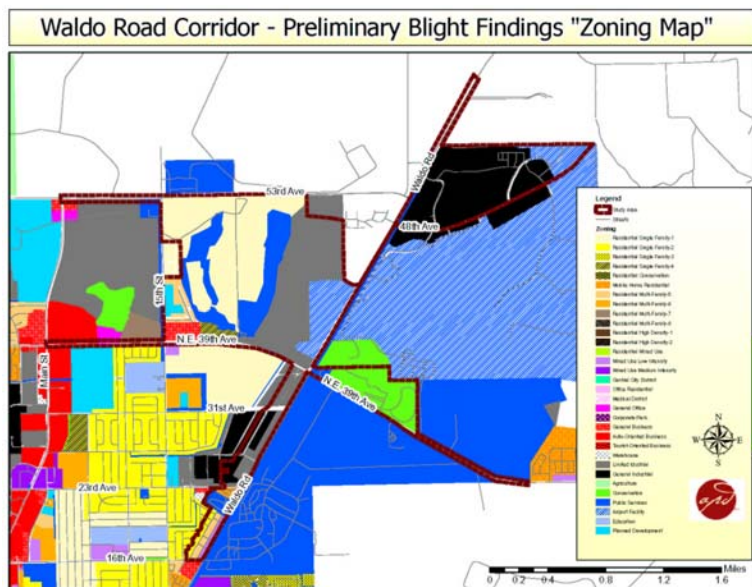 Waldo Road Corridor - Preliminary Blight Findings "Zoning Map"
53rd Ave
Waldo Rd
48th Ave
15th St
N.E. 39th Ave
Main St
31st Ave
N.E. 39th Ave
23rd Ave
Waldo Rd
16th Ave
Legend
Study Area
Streets
Zoning
Residential Single Family-1
Residential Single Family-2
Residential Single Family-3
Residential Single Family-4
Residential Conservation
Mobile Home Residential
Residential Multi-Family-5
Residential Multi-Family-6
Residential Multi-Family-7
Residential Multi-Family-8
Residential High Density-1
Residential High Density-2
Residential Mixed Use
Mixed Use Low Intensity
Mixed Use Medium Intensity
Central City District
Office Residential
Medical District
General Office
Corporate Park
General Business
Auto-Oriented Business
Tourist-Oriented Business
Warehouse
Limited Industrial
General Industrial
Agriculture
Conservation
Public Services
Airport Facility
Education
Planned Development
N
W
E
S
apd
Miles
0 0.2 0.4 0.8 1.2 1.6